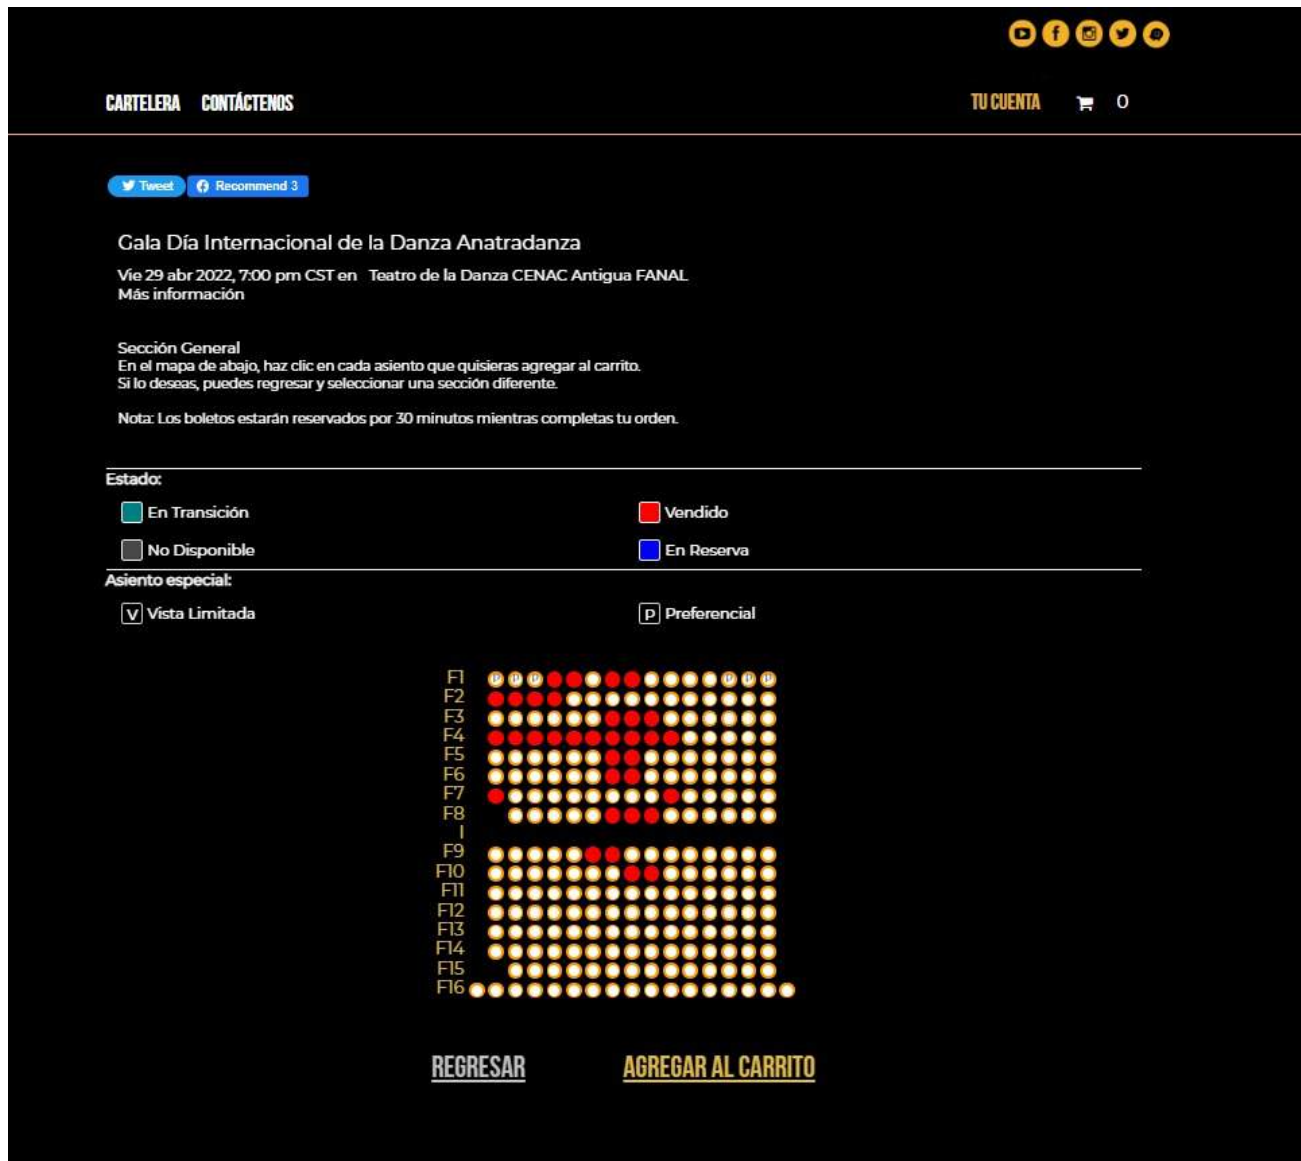 CARTELERA CONTÁCTENOS TU CUENTA 0
Tweet Recommend 3
Gala Día Internacional de la Danza Anatradanza
Vie 29 abr 2022, 7:00 pm CST en Teatro de la Danza CENAC Antigua FANAL
Más información
Sección General
En el mapa de abajo, haz clic en cada asiento que quisieras agregar al carrito.
Si lo deseas, puedes regresar y seleccionar una sección diferente.
Nota: Los boletos estarán reservados por 30 minutos mientras completas tu orden.
Estado:
En Transición Vendido
No Disponible En Reserva
Asiento especial:
V Vista Limitada P Preferencial
F1 P P P P P P
F2
F3
F4
F5
F6
F7
F8
I
F9
F10
F11
F12
F13
F14
F15
F16
REGRESAR AGREGAR AL CARRITO